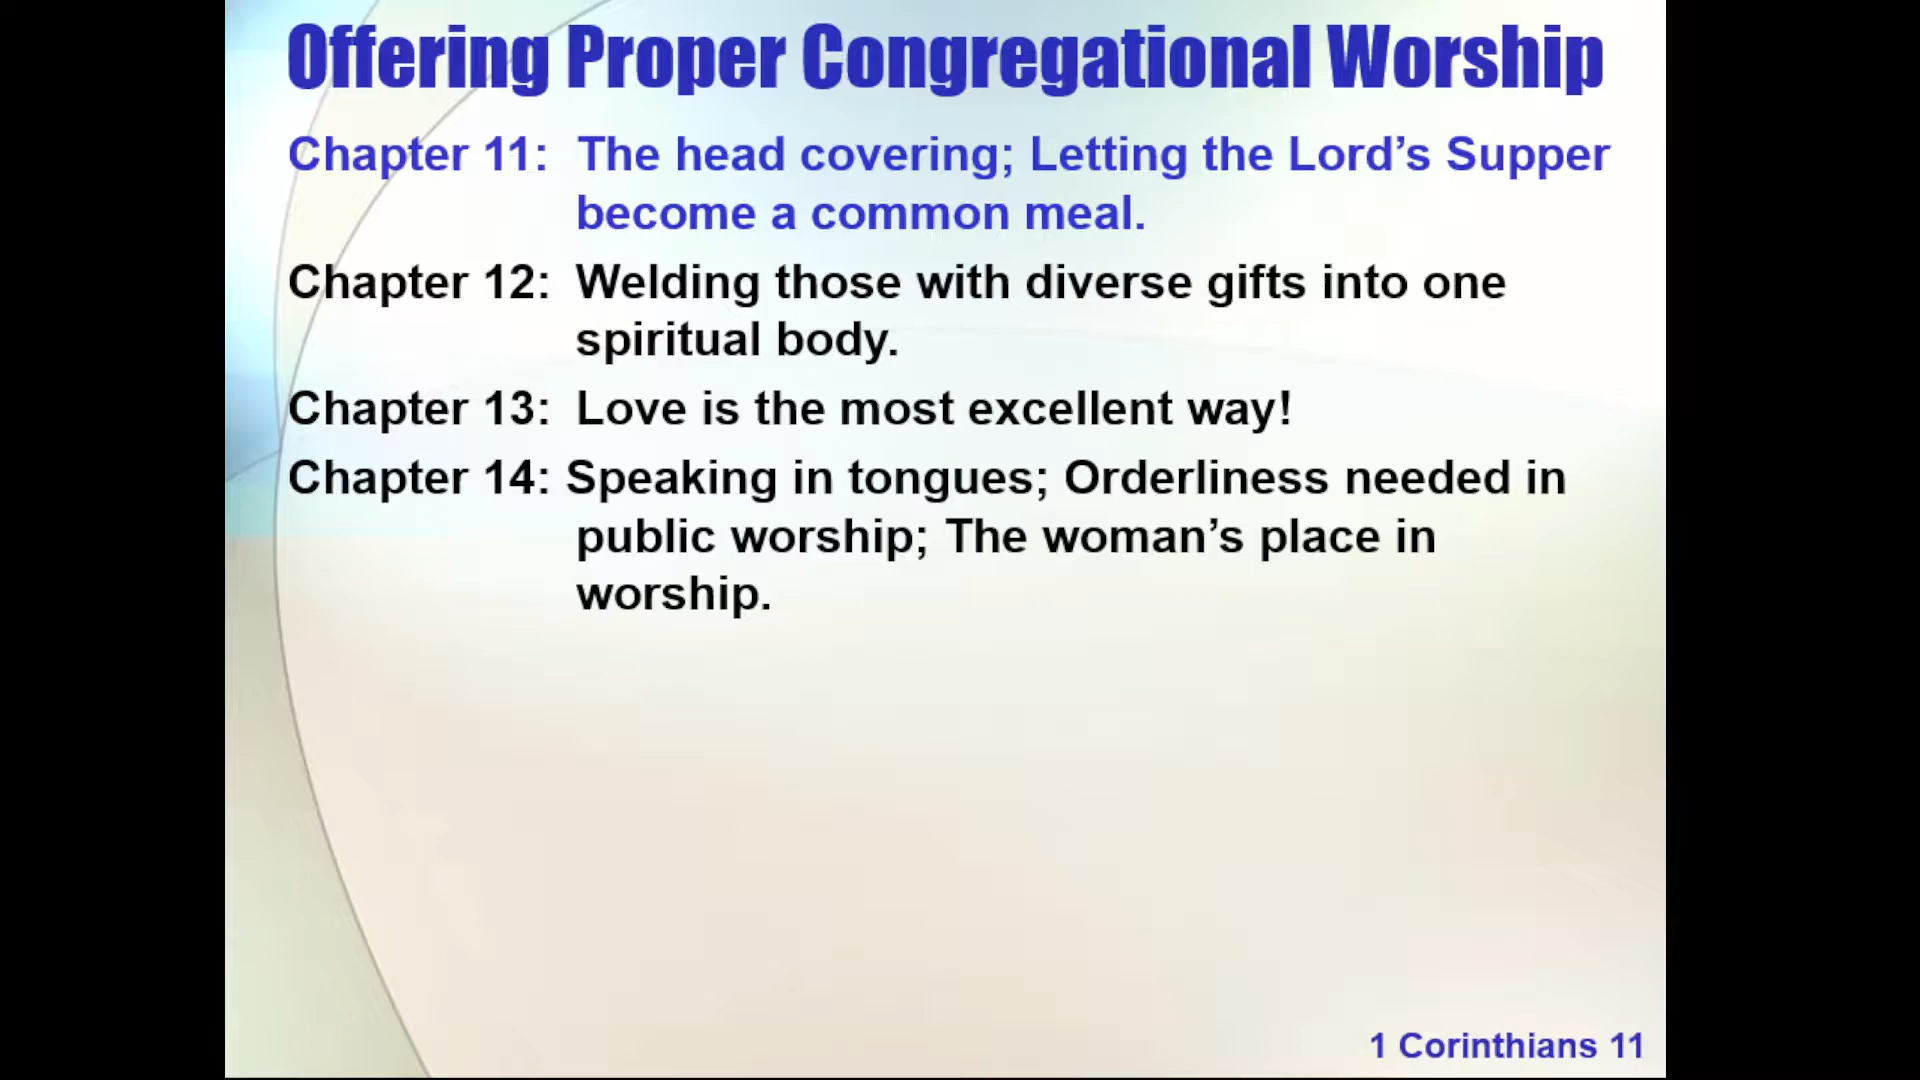 Offering Proper Congregational Worship
Chapter 11: The head covering; Letting the Lord’s Supper
become a common meal.
Chapter 12: Welding those with diverse gifts into one
spiritual body.
Chapter 13: Love is the most excellent way!
Chapter 14: Speaking in tongues; Orderliness needed in
public worship; The woman’s place in
worship.
1 Corinthians 11